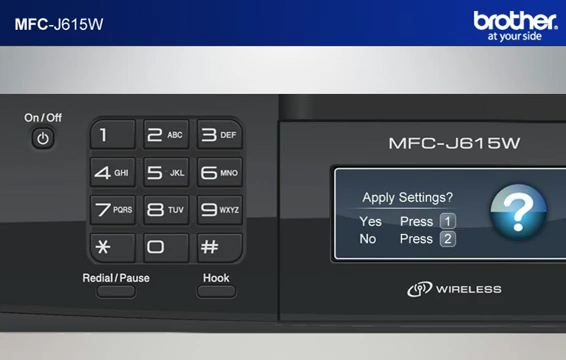 MFC-J615W
brother
at your side
On/Off
1 2 ABC 3 DEF
4 GHI 5 JKL 6 MNO
7 PQRS 8 TUV 9 WXYZ
* 0 #
Redial/Pause Hook
MFC-J615W
Apply Settings?
Yes Press 1
No Press 2
?
WIRELESS